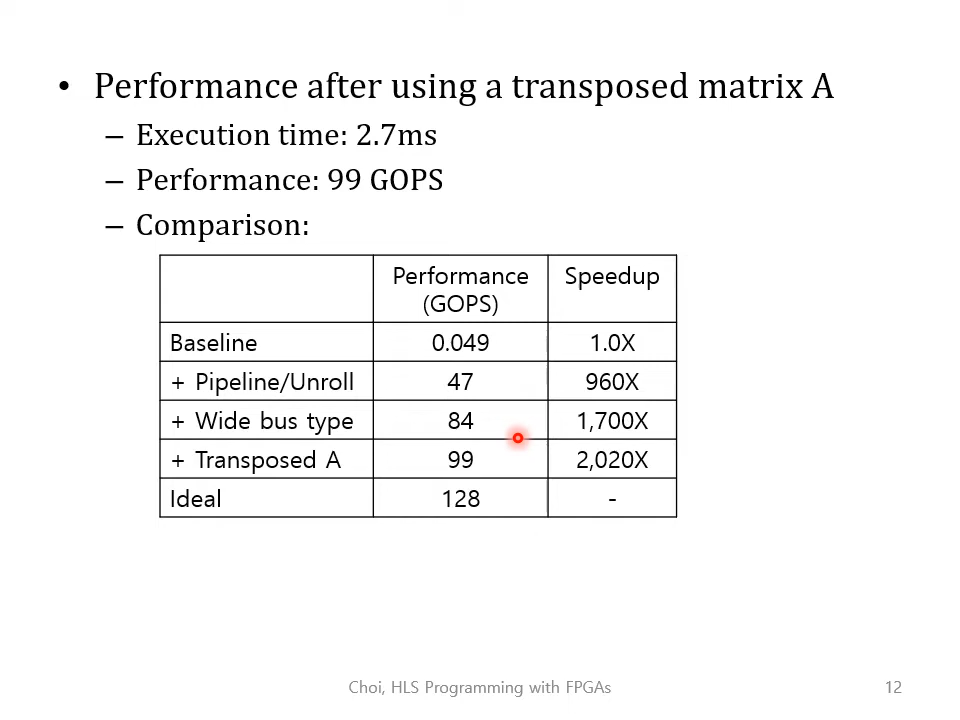 • Performance after using a transposed matrix A
– Execution time: 2.7ms
– Performance: 99 GOPS
– Comparison:
Performance (GOPS) Speedup
Baseline 0.049 1.0X
+ Pipeline/Unroll 47 960X
+ Wide bus type 84 1,700X
+ Transposed A 99 2,020X
Ideal 128 -
Choi, HLS Programming with FPGAs 12